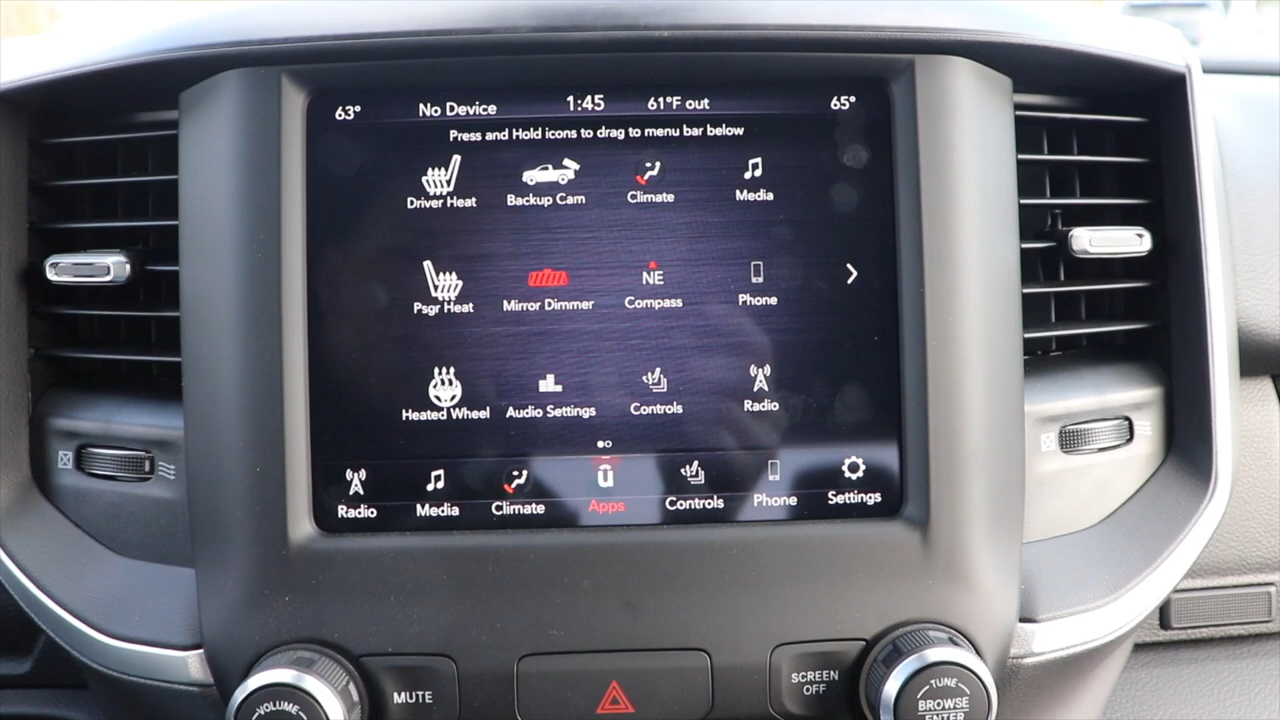 63° No Device 1:45 61°F out 65°
Press and Hold icons to drag to menu bar below
Driver Heat Backup Cam Climate Media
NE
Psgr Heat Mirror Dimmer Compass Phone
Heated Wheel Audio Settings Controls Radio
Radio Media Climate Apps Controls Phone Settings
VOLUME MUTE SCREEN OFF TUNE
BROWSE
ENTER